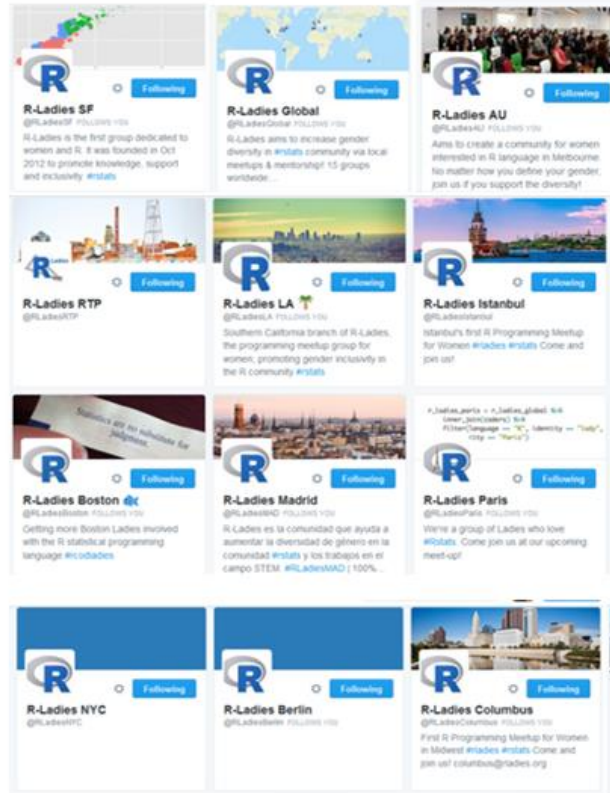 Following
R-Ladies SF
@RLadiesSF FOLLOWS YOU
R-Ladies is the first group dedicated to
women and R. It was founded in Oct
2012 to promote knowledge, support
and inclusivity. #rstats
Following
R-Ladies Global
@RLadiesGlobal FOLLOWS YOU
R-Ladies aims to increase gender
diversity in #rstats community via local
meetups & mentorship! 15 groups
worldwide...
Following
R-Ladies AU
@RLadiesAU FOLLOWS YOU
Aims to create a community for women
interested in R language in Melbourne.
No matter how you define your gender,
join us if you support the diversity!
Following
R-Ladies RTP
@RLadiesRTP
Following
R-Ladies LA
@RLadiesLA FOLLOWS YOU
Southern California branch of R-Ladies,
the programming meetup group for
women; promoting gender inclusivity in
the R community #rstats
Following
R-Ladies Istanbul
@RLadiesIstanbul
Istanbul's first R Programming Meetup
for Women #rladies #rstats Come and
join us!
Statistics are no substitute for
judgment.
Following
R-Ladies Boston
@RLadiesBoston FOLLOWS YOU
Getting more Boston Ladies involved
with the R statistical programming
language #rcodladies
Following
R-Ladies Madrid
@RLadiesMAD FOLLOWS YOU
R-Ladies es la comunidad que ayuda a
aumentar la diversidad de género en la
comunidad #rstats y los trabajos en el
campo STEM. #RLadiesMAD | 100%...
r_ladies_paris = r_ladies_global %>%
inner_join(coders) %>%
filter(language == "R", identity == "lady",
city == "Paris")
Following
R-Ladies Paris
@RLadiesParis FOLLOWS YOU
We're a group of Ladies who love
#Rstats. Come join us at our upcoming
meet-up!
Following
R-Ladies NYC
@RLadiesNYC
Following
R-Ladies Berlin
@RLadiesBerlin FOLLOWS YOU
Following
R-Ladies Columbus
@RLadiesColumbus FOLLOWS YOU
First R Programming Meetup for Women
in Midwest #rladies #rstats Come and
join us! columbus@rladies.org